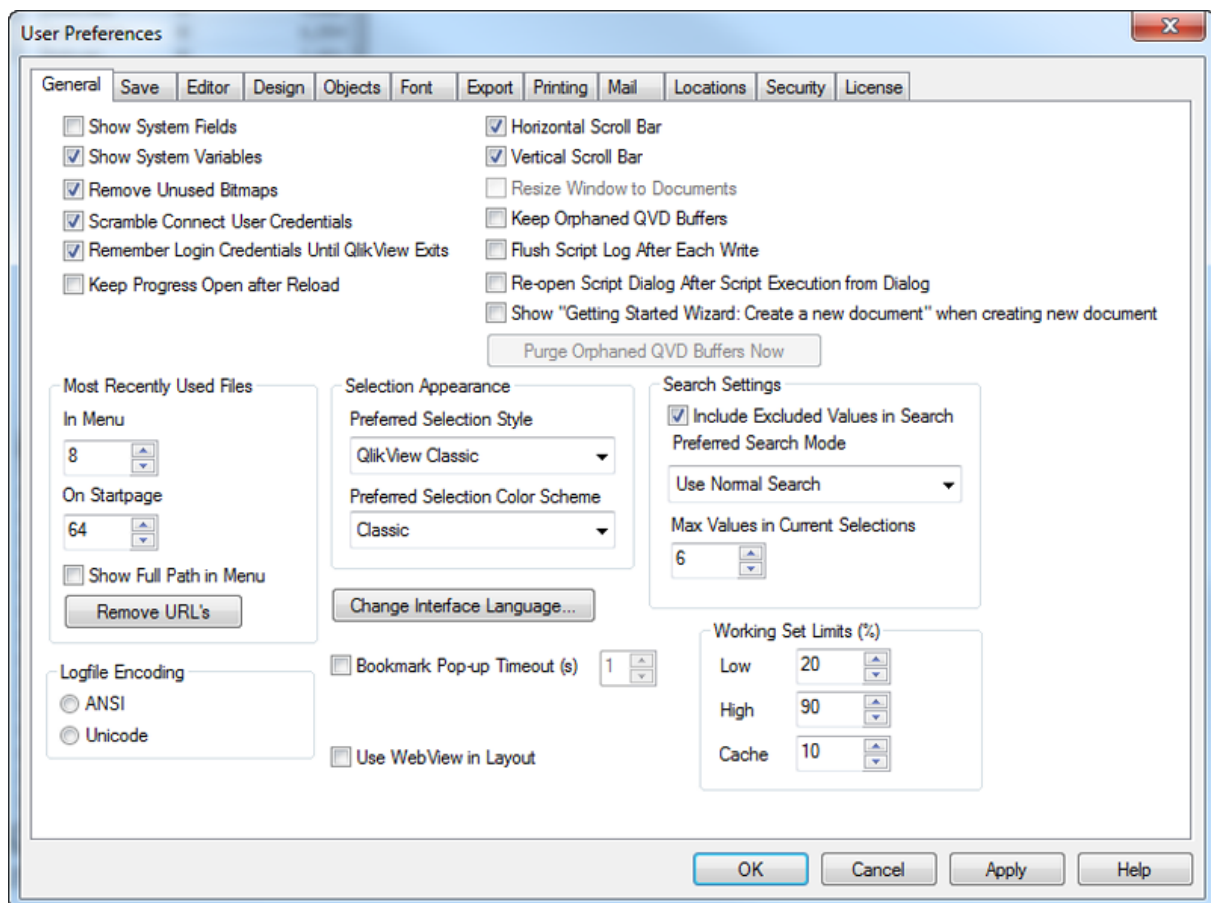 User Preferences
General Save Editor Design Objects Font Export Printing Mail Locations Security License
Show System Fields
Show System Variables
Remove Unused Bitmaps
Scramble Connect User Credentials
Remember Login Credentials Until QlikView Exits
Keep Progress Open after Reload
Horizontal Scroll Bar
Vertical Scroll Bar
Resize Window to Documents
Keep Orphaned QVD Buffers
Flush Script Log After Each Write
Re-open Script Dialog After Script Execution from Dialog
Show "Getting Started Wizard: Create a new document" when creating new document
Purge Orphaned QVD Buffers Now
Most Recently Used Files
In Menu
8
On Startpage
64
Show Full Path in Menu
Remove URL's
Selection Appearance
Preferred Selection Style
QlikView Classic
Preferred Selection Color Scheme
Classic
Change Interface Language...
Search Settings
Include Excluded Values in Search
Preferred Search Mode
Use Normal Search
Max Values in Current Selections
6
Logfile Encoding
ANSI
Unicode
Bookmark Pop-up Timeout (s) 1
Use WebView in Layout
Working Set Limits (%)
Low 20
High 90
Cache 10
OK Cancel Apply Help